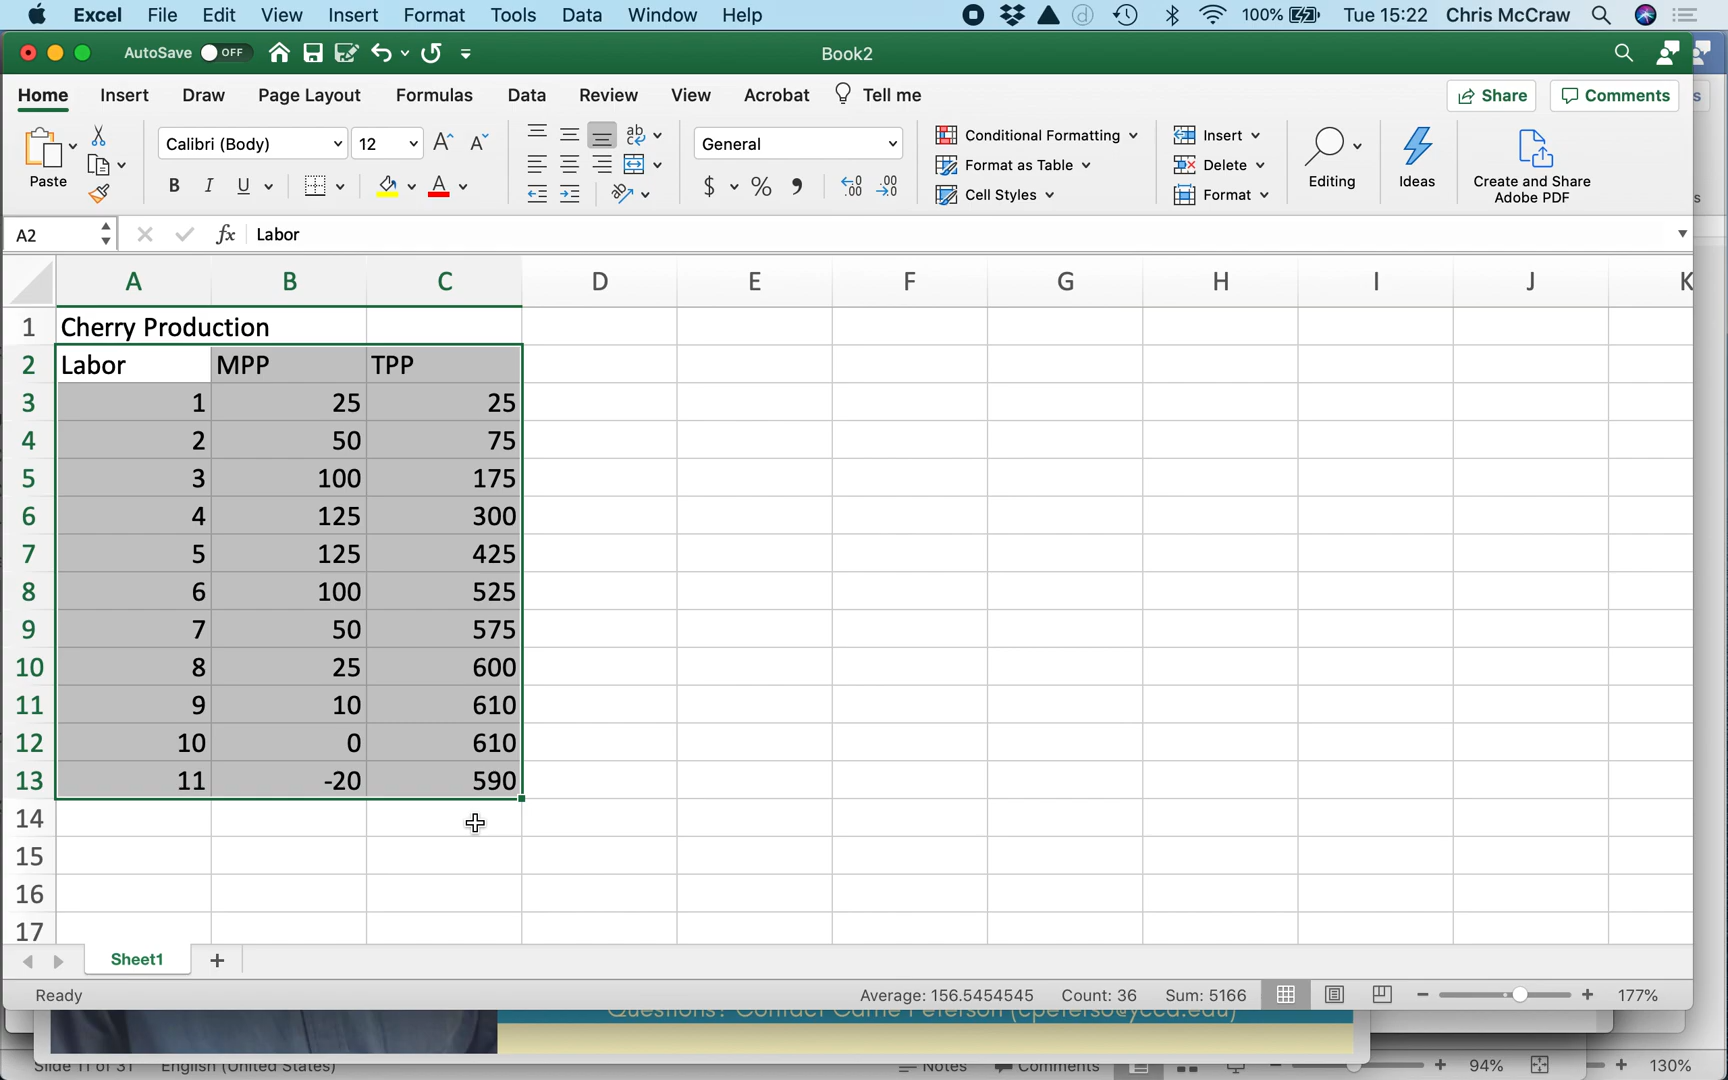 Excel File Edit View Insert Format Tools Data Window Help 100% Tue 15:22 Chris McCraw
AutoSave OFF Book2
Home Insert Draw Page Layout Formulas Data Review View Acrobat Tell me Share Comments s
Paste Calibri (Body) 12 General Conditional Formatting Insert Editing Ideas Create and Share Adobe PDF s
B I U ab c $ % 9 .00 .0 Format as Table Delete
Cell Styles Format
A2 fx Labor
A B C D E F G H I J K
1 Cherry Production
2 Labor MPP TPP
3 1 25 25
4 2 50 75
5 3 100 175
6 4 125 300
7 5 125 425
8 6 100 525
9 7 50 575
10 8 25 600
11 9 10 610
12 10 0 610
13 11 -20 590
14
15
16
17
Sheet1 +
Ready Average: 156.5454545 Count: 36 Sum: 5166 177%
Questions? Contact Carrie Peterson (cpeterso@yccd.edu)
Slide 11 of 31 English (United States) Notes Comments 94% 130%